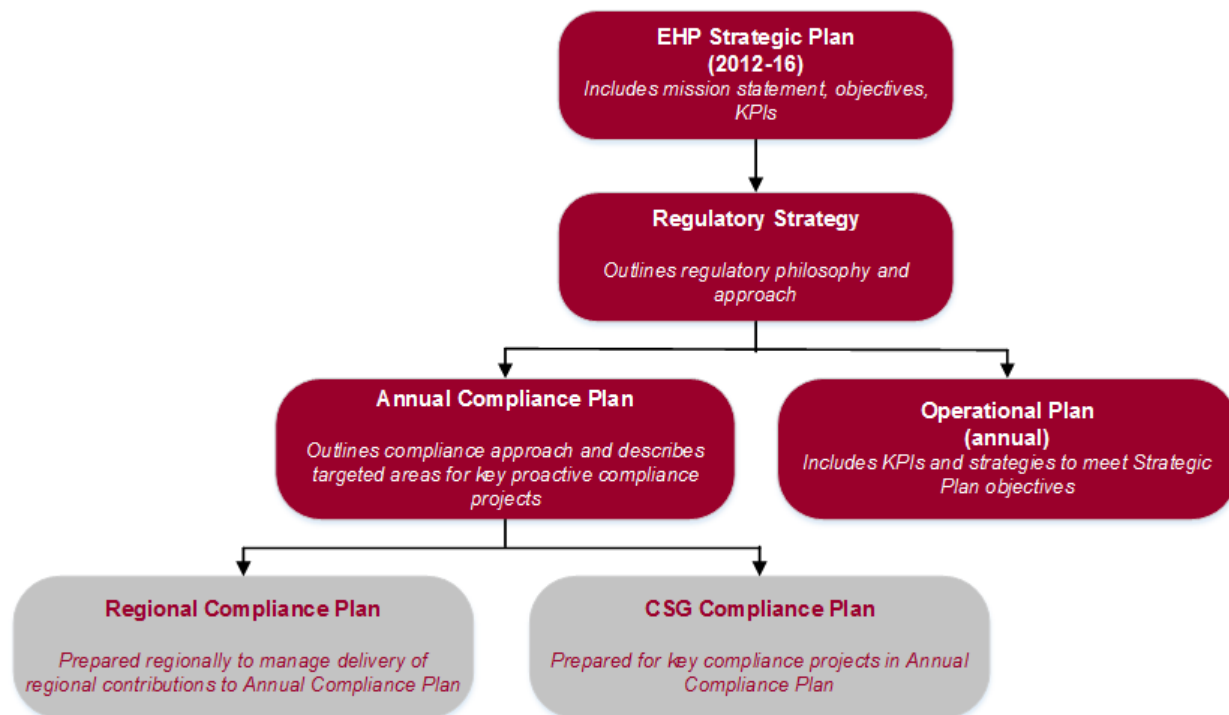 EHP Strategic Plan
(2012-16)
Includes mission statement, objectives,
KPIs
Regulatory Strategy
Outlines regulatory philosophy and
approach
Annual Compliance Plan
Outlines compliance approach and describes
targeted areas for key proactive compliance
projects
Operational Plan
(annual)
Includes KPIs and strategies to meet Strategic
Plan objectives
Regional Compliance Plan
Prepared regionally to manage delivery of
regional contributions to Annual Compliance Plan
CSG Compliance Plan
Prepared for key compliance projects in Annual
Compliance Plan